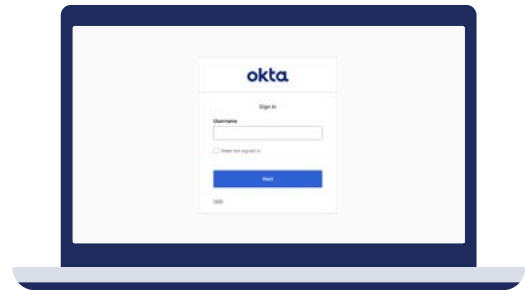 okta
Sign In
Username
Keep me signed in
Next
Help